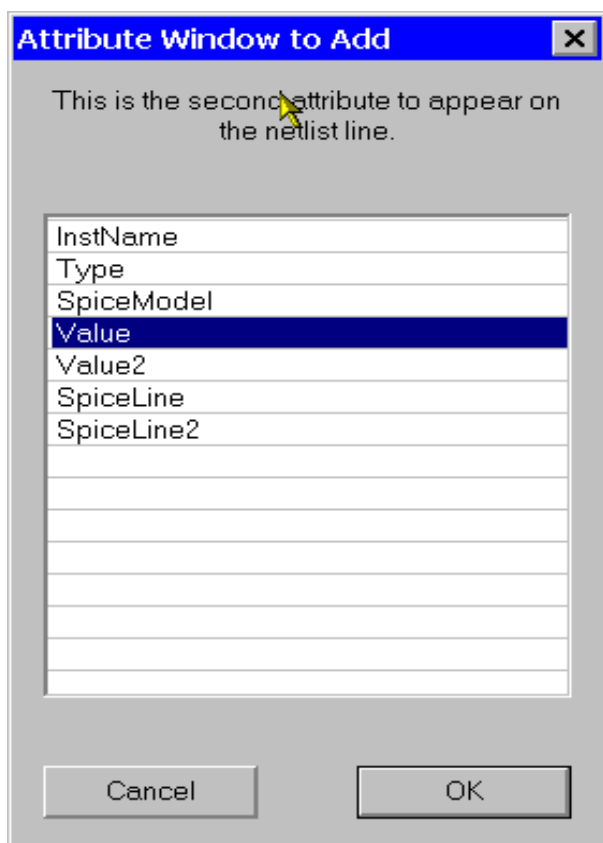 Attribute Window to Add
This is the second attribute to appear on
the netlist line.
InstName
Type
SpiceModel
Value
Value2
SpiceLine
SpiceLine2
Cancel
OK